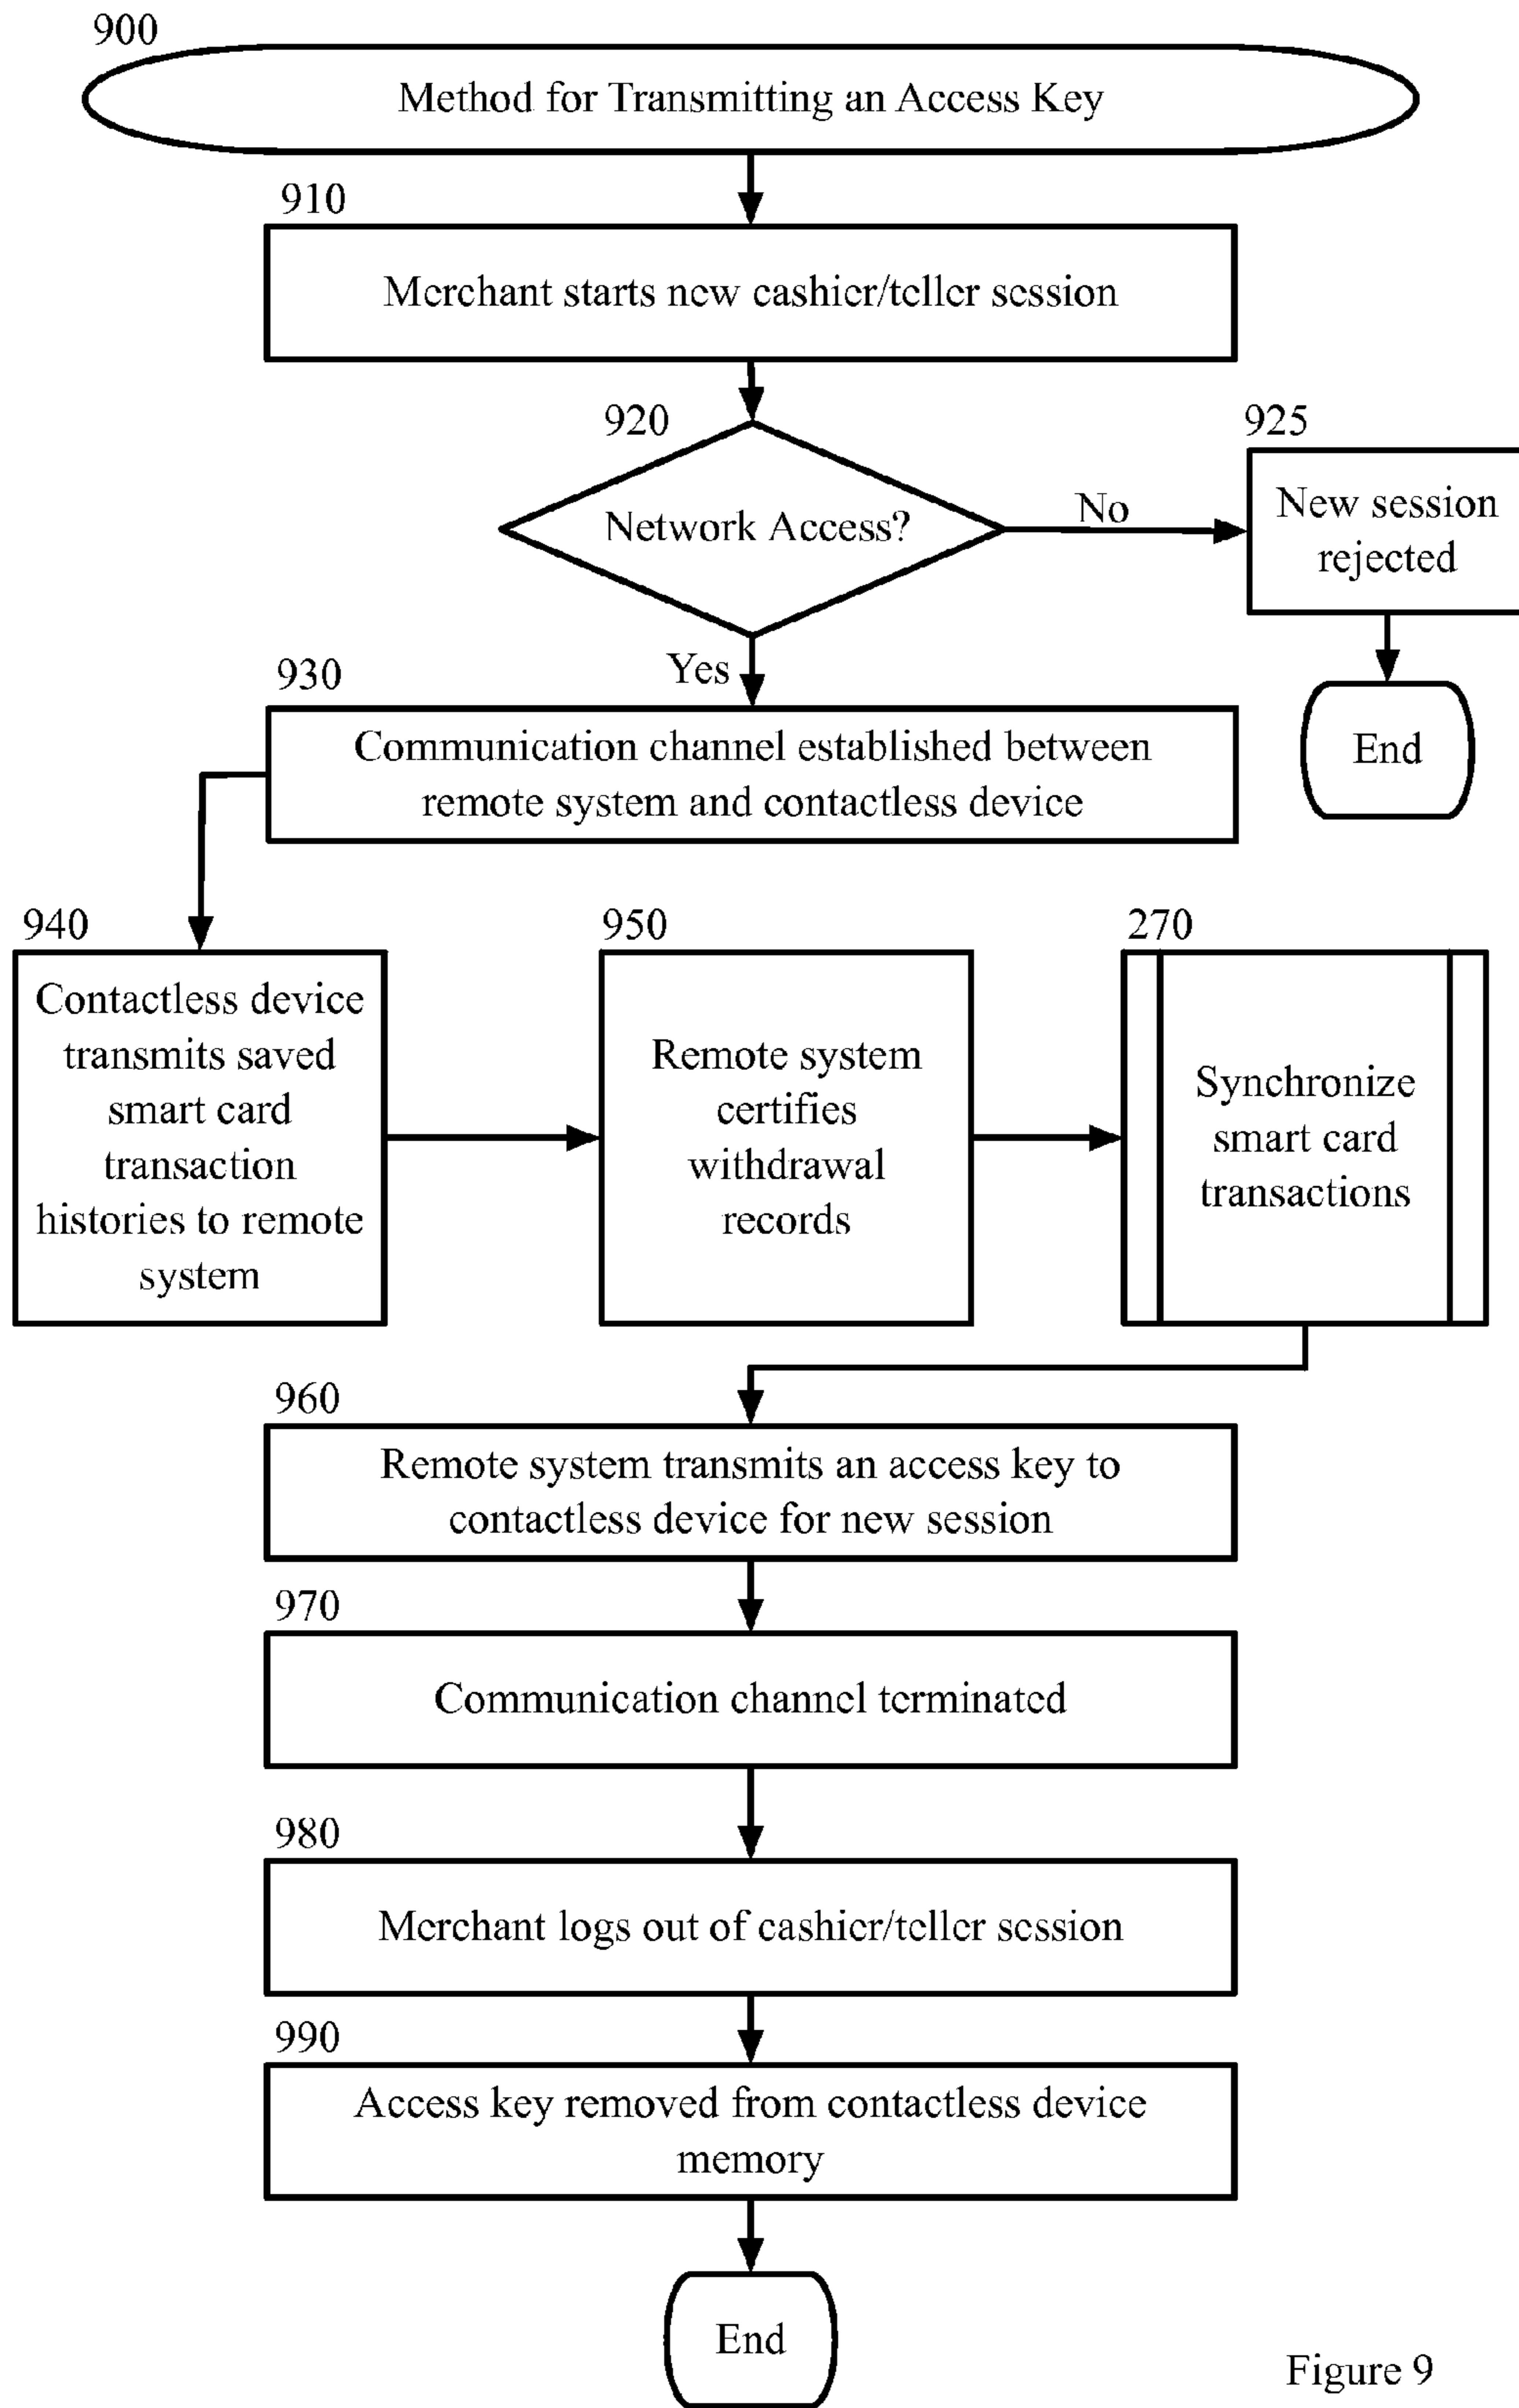 900
Method for Transmitting an Access Key
910
Merchant starts new cashier/teller session
920
Network Access?
No
925
New session
rejected
End
Yes
930
Communication channel established between
remote system and contactless device
940
Contactless device
transmits saved
smart card
transaction
histories to remote
system
950
Remote system
certifies
withdrawal
records
270
Synchronize
smart card
transactions
960
Remote system transmits an access key to
contactless device for new session
970
Communication channel terminated
980
Merchant logs out of cashier/teller session
990
Access key removed from contactless device
memory
End
Figure 9